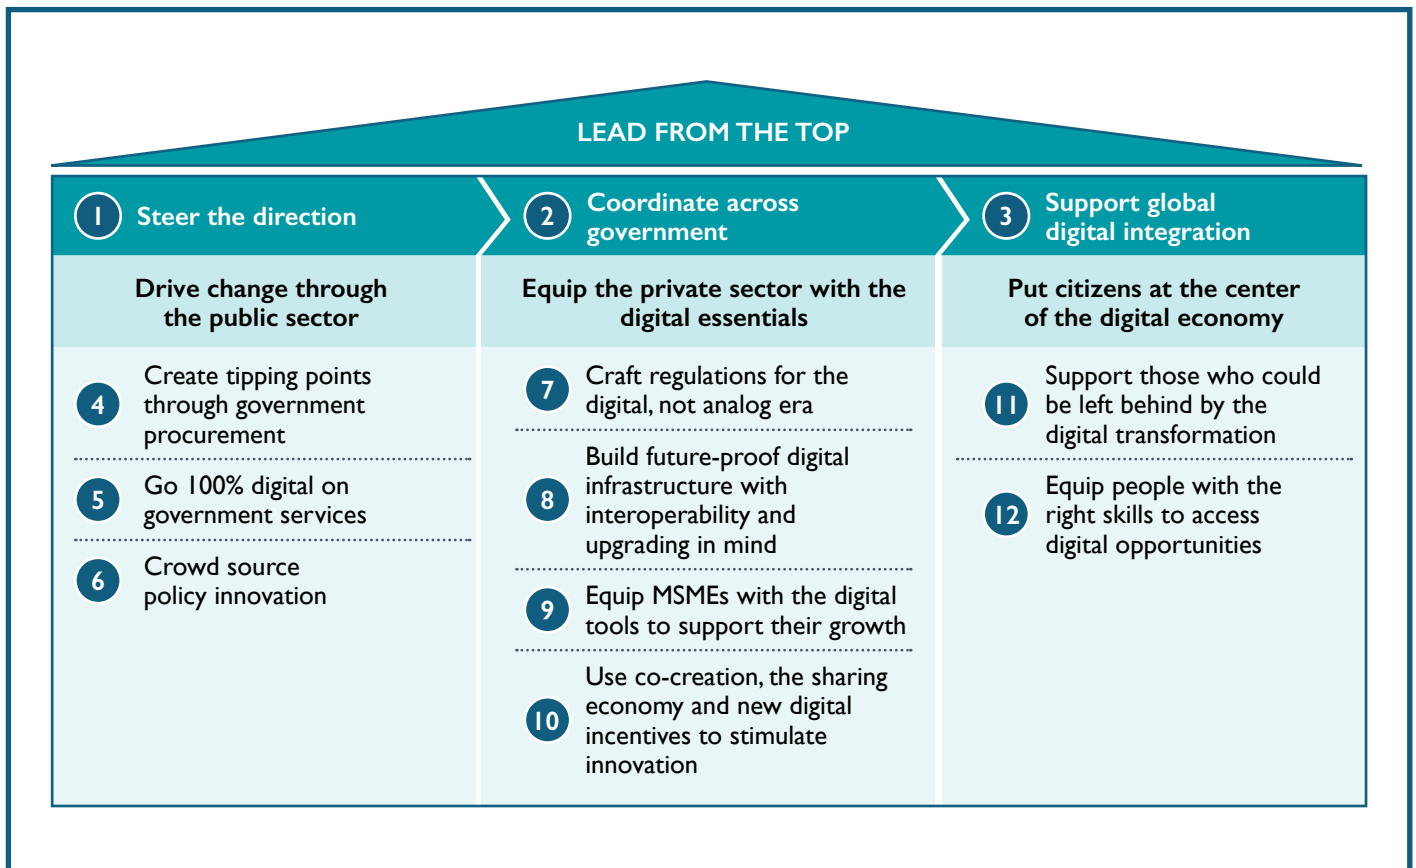 LEAD FROM THE TOP
1 Steer the direction
2 Coordinate across
government
3 Support global
digital integration
Drive change through
the public sector
4 Create tipping points
through government
procurement
5 Go 100% digital on
government services
6 Crowd source
policy innovation
Equip the private sector with the
digital essentials
7 Craft regulations for the
digital, not analog era
8 Build future-proof digital
infrastructure with
interoperability and
upgrading in mind
9 Equip MSMEs with the digital
tools to support their growth
10 Use co-creation, the sharing
economy and new digital
incentives to stimulate
innovation
Put citizens at the center
of the digital economy
11 Support those who could
be left behind by the
digital transformation
12 Equip people with the
right skills to access
digital opportunities